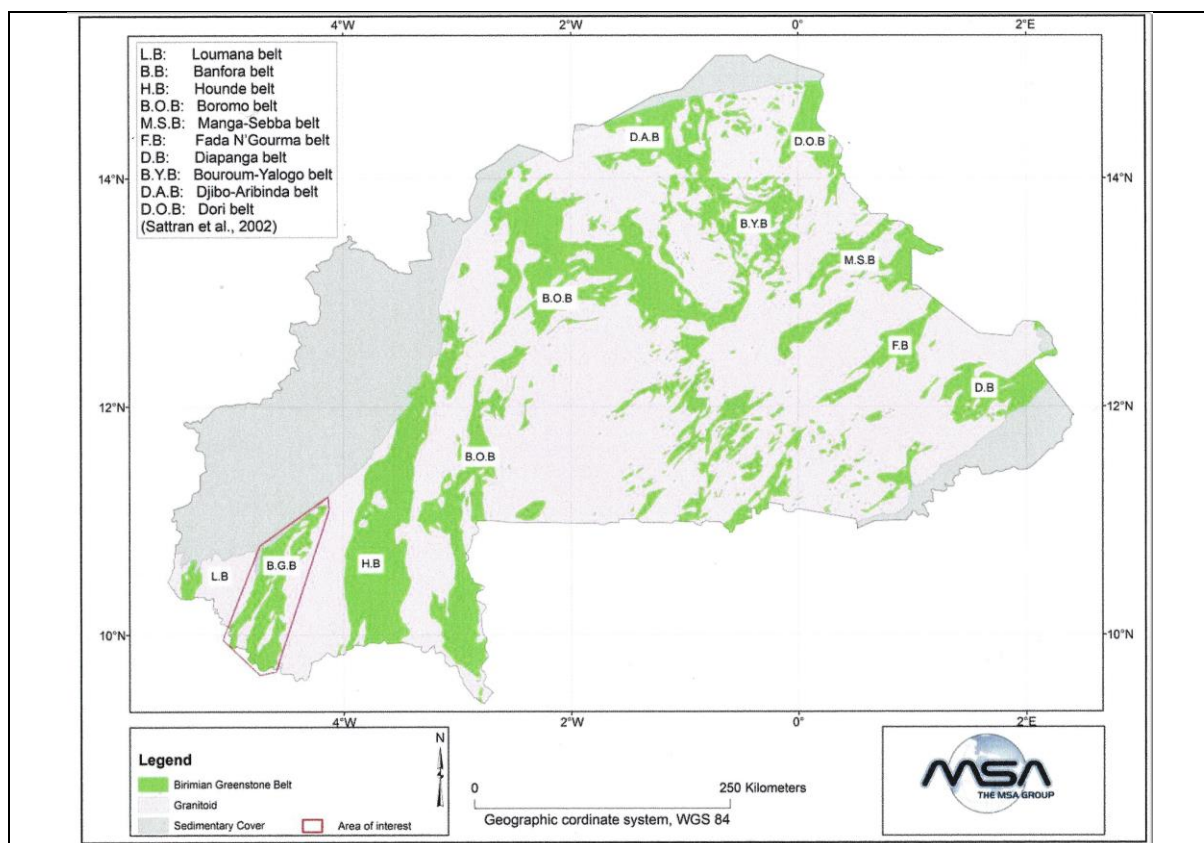 4°W 2°W 0° 2°E
L.B: Loumana belt
B.B: Banfora belt
H.B: Hounde belt
B.O.B: Boromo belt
M.S.B: Manga-Sebba belt
F.B: Fada N'Gourma belt
D.B: Diapanga belt
B.Y.B: Bouroum-Yalogo belt
D.A.B: Djibo-Aribinda belt
D.O.B: Dori belt
(Sattran et al., 2002)
D.A.B
D.O.B
14°N 14°N
B.Y.B
M.S.B
B.O.B
F.B
D.B
12°N 12°N
B.O.B
H.B
B.G.B
L.B
10°N 10°N
4°W 2°W 0° 2°E
Legend
Birimian Greenstone Belt
Granitoid
Sedimentary Cover
Area of interest
N
0 250 Kilometers
Geographic cordinate system, WGS 84
MSA
THE MSA GROUP